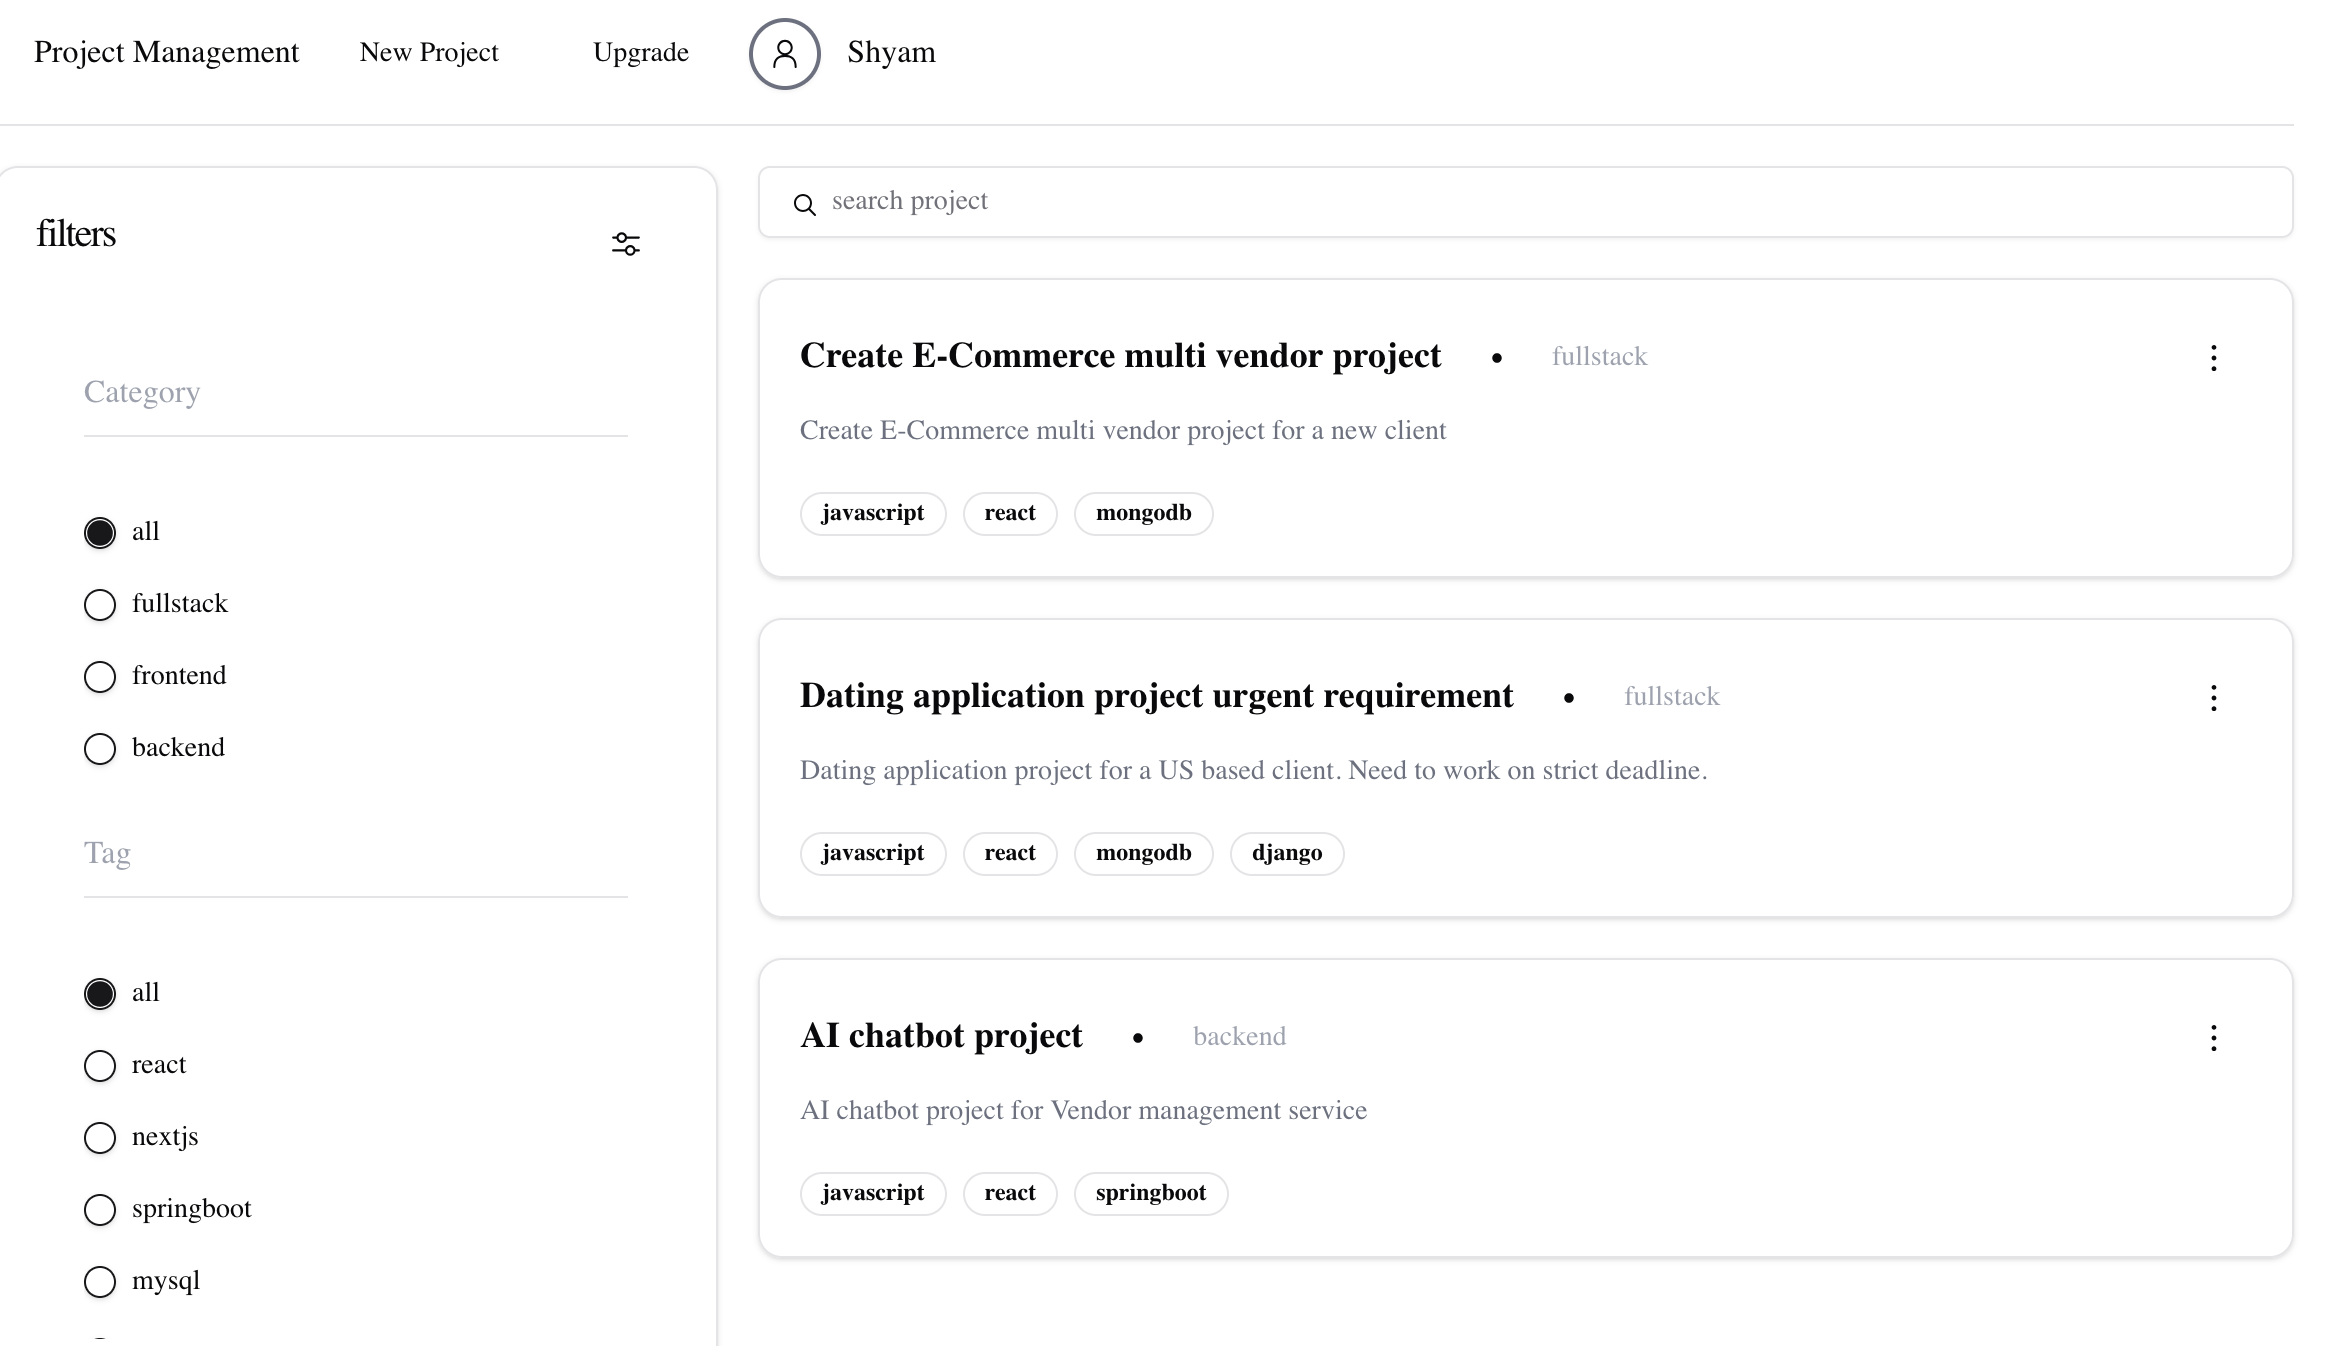 Project Management New Project Upgrade Shyam
filters
Category
all
fullstack
frontend
backend
Tag
all
react
nextjs
springboot
mysql
search project
Create E-Commerce multi vendor project • fullstack
Create E-Commerce multi vendor project for a new client
javascript react mongodb
Dating application project urgent requirement • fullstack
Dating application project for a US based client. Need to work on strict deadline.
javascript react mongodb django
AI chatbot project • backend
AI chatbot project for Vendor management service
javascript react springboot